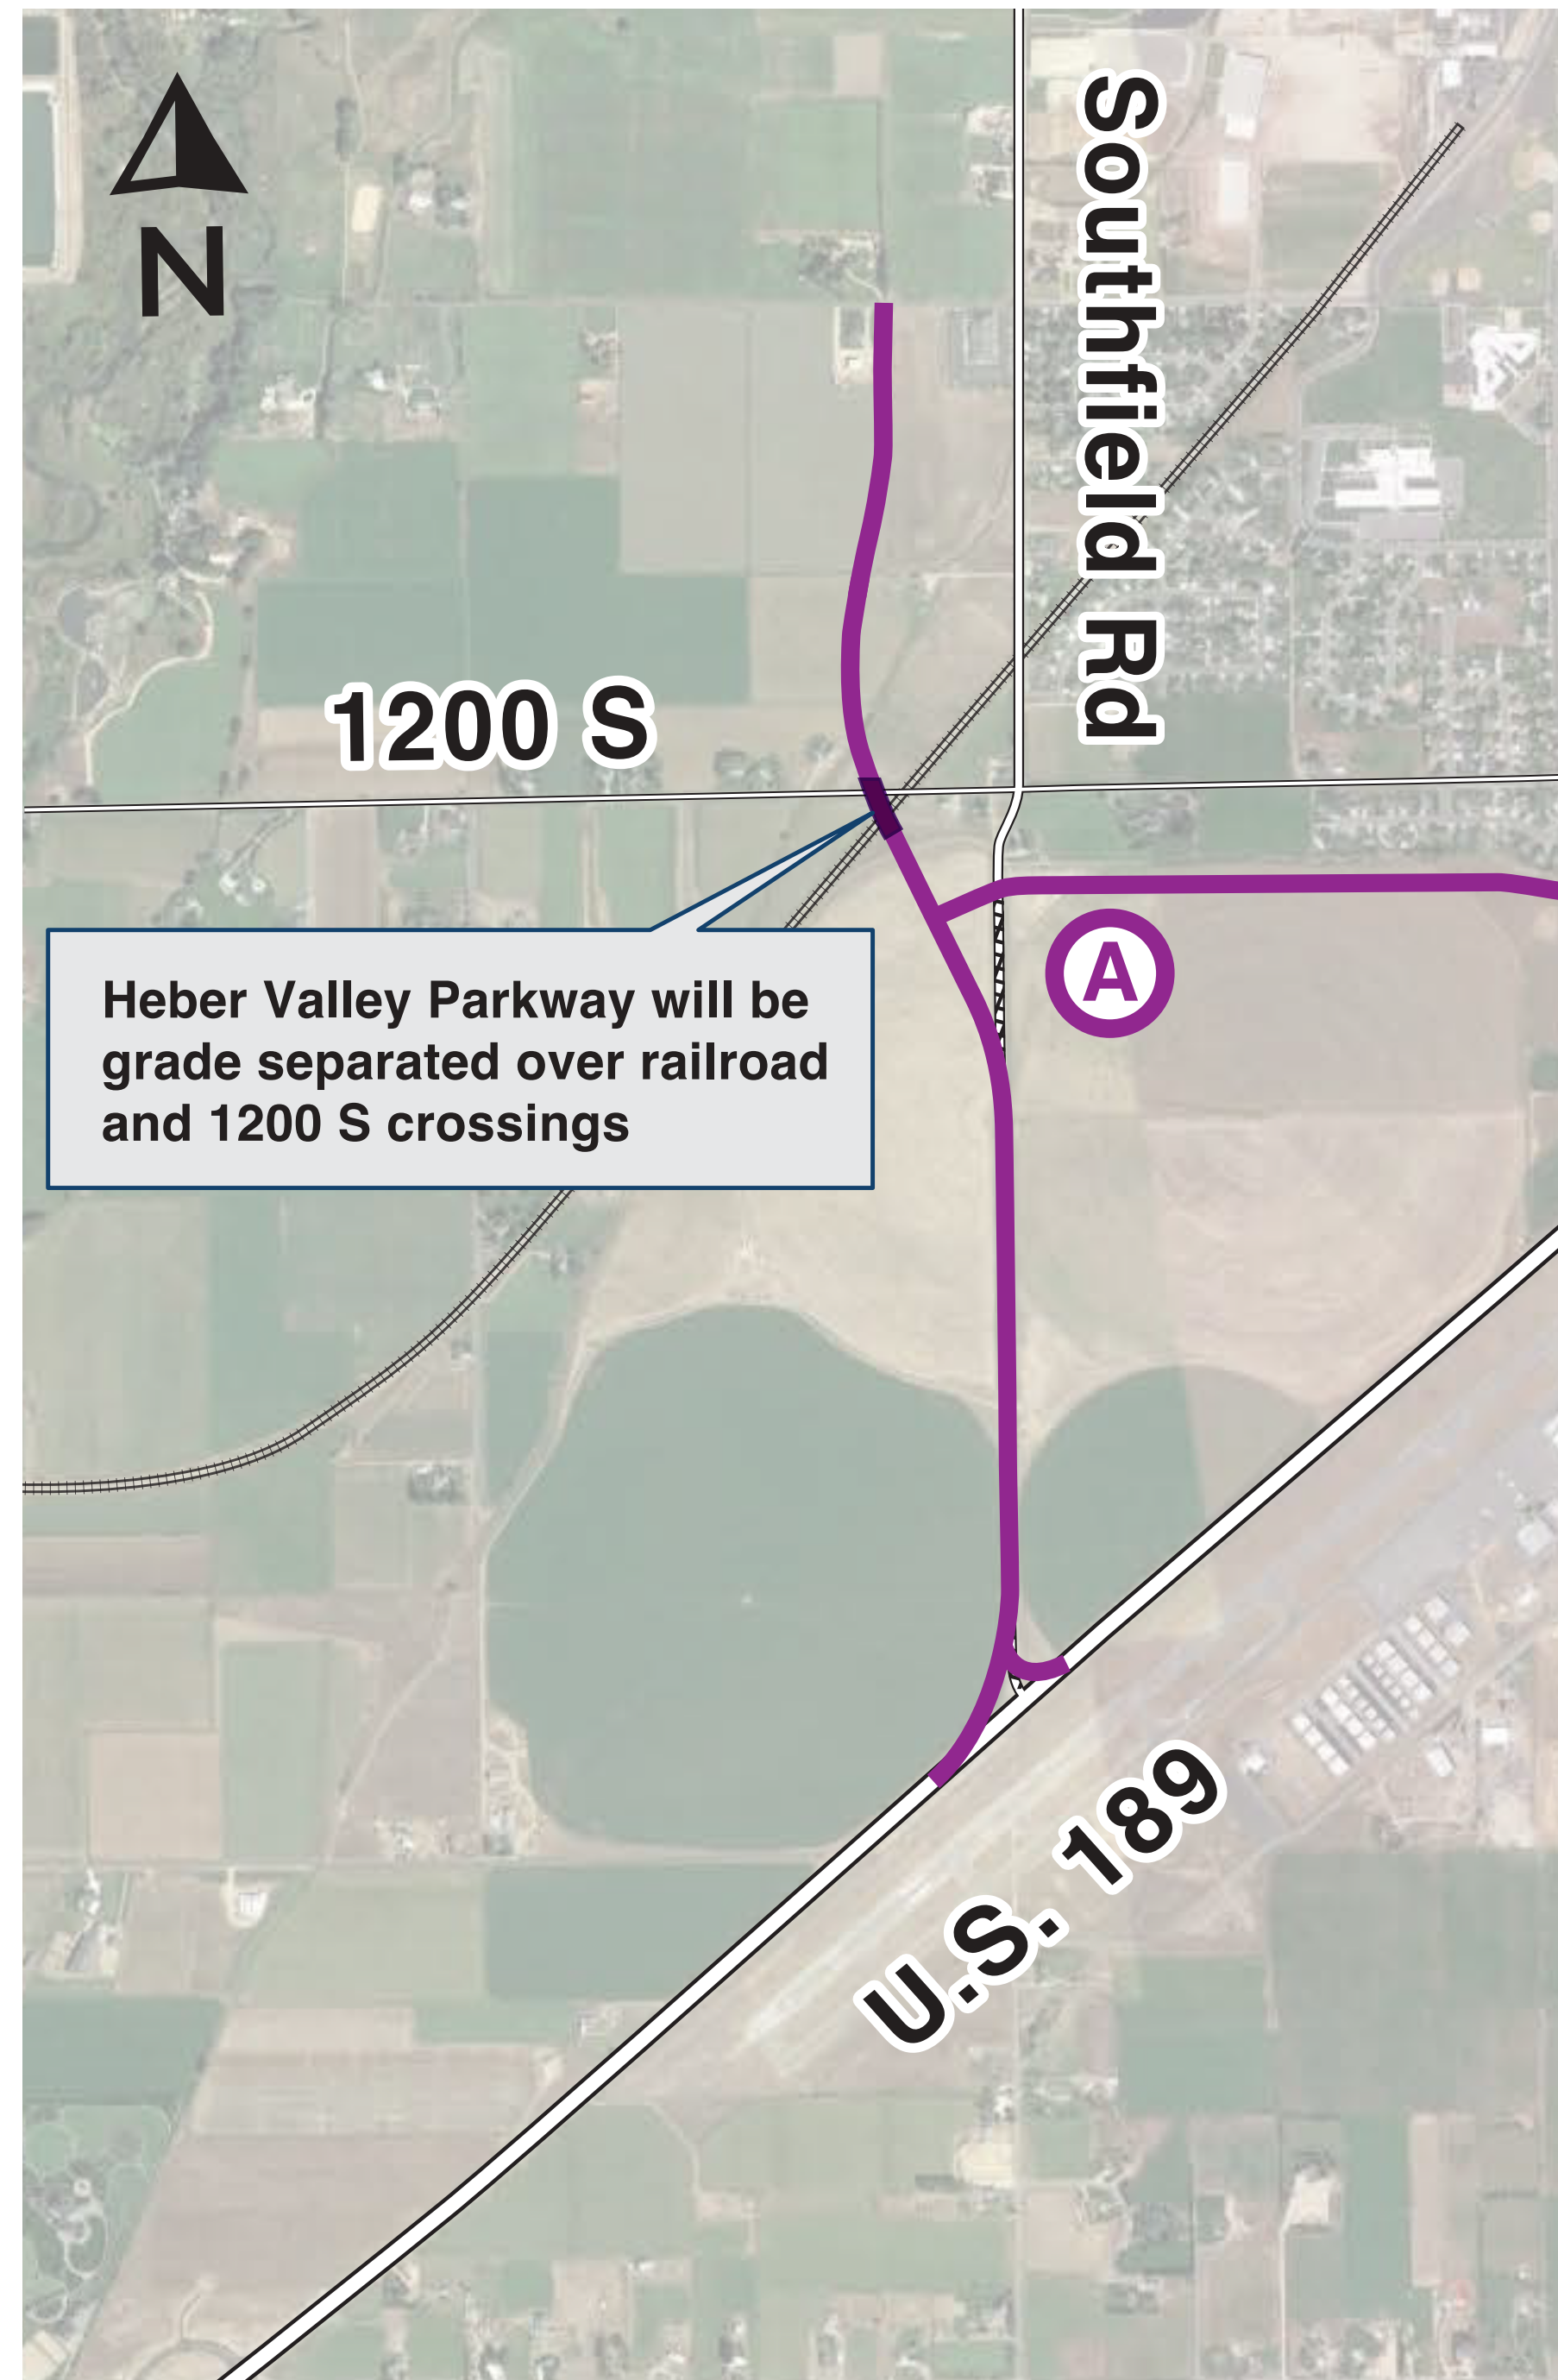 N
Southfield Rd
1200 S
A
Heber Valley Parkway will be
grade separated over railroad
and 1200 S crossings
U.S. 189